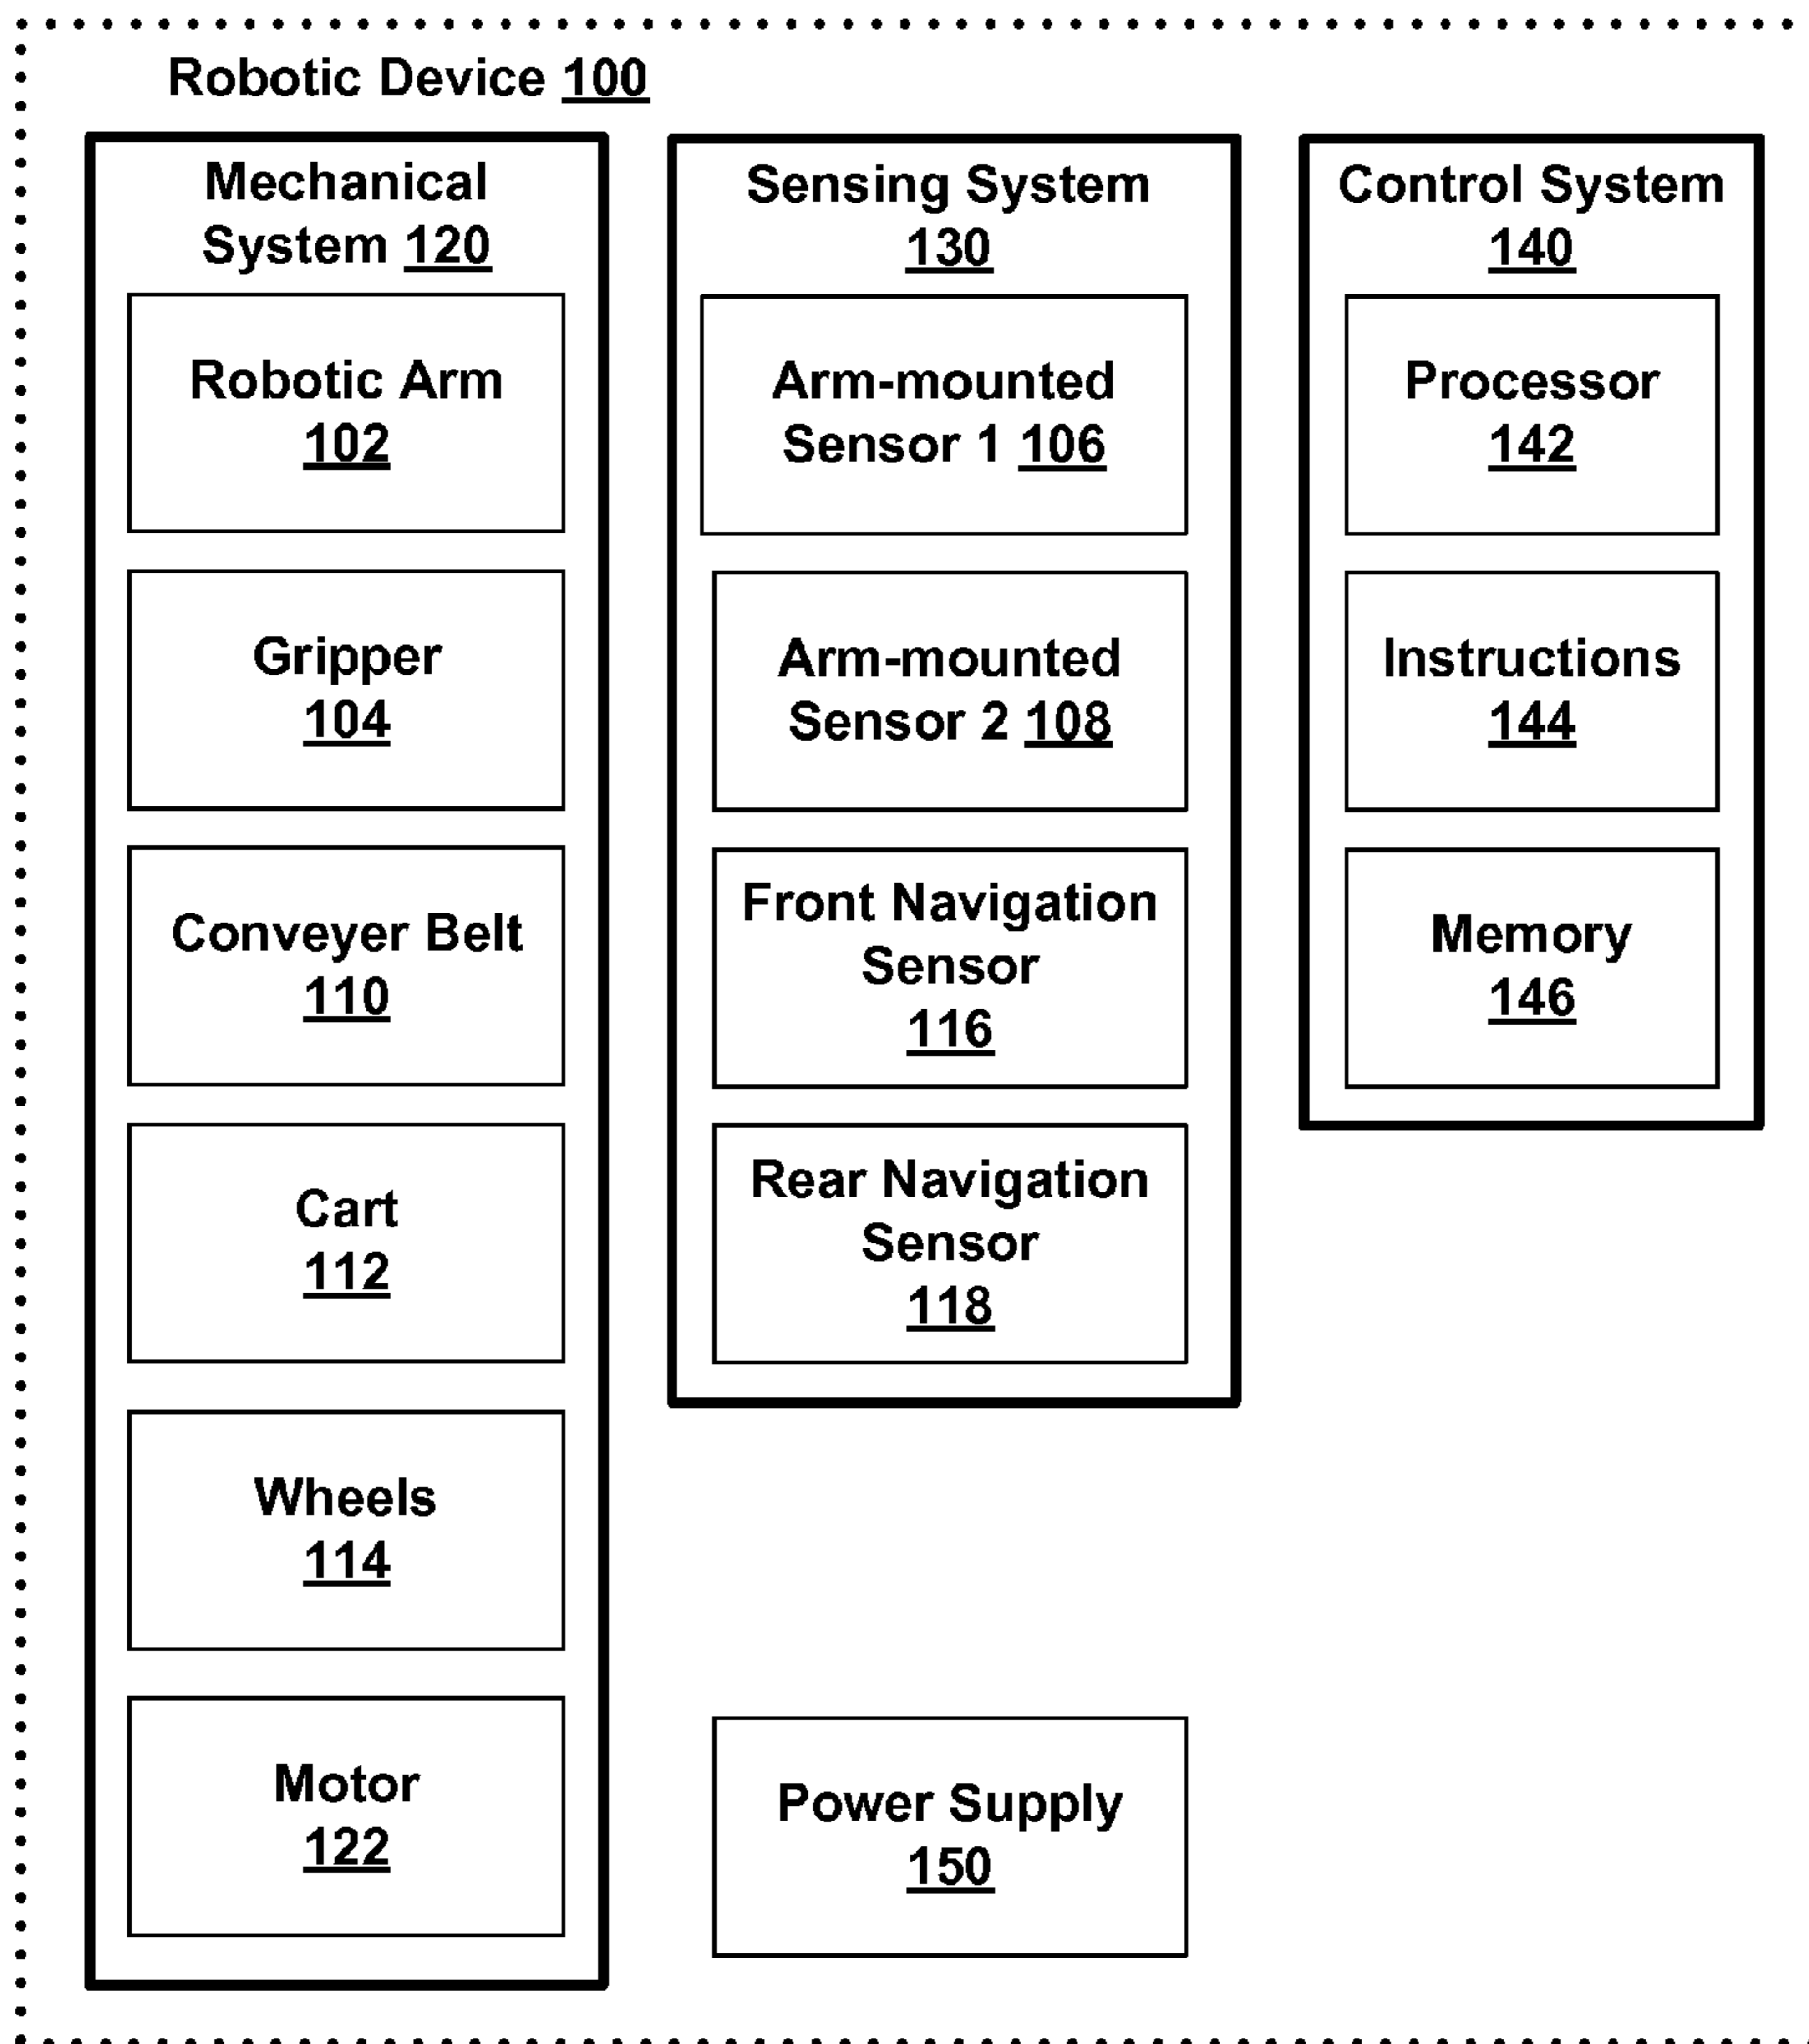 Robotic Device 100
Mechanical
System 120
Robotic Arm
102
Gripper
104
Conveyer Belt
110
Cart
112
Wheels
114
Motor
122
Sensing System
130
Arm-mounted
Sensor 1 106
Arm-mounted
Sensor 2 108
Front Navigation
Sensor
116
Rear Navigation
Sensor
118
Power Supply
150
Control System
140
Processor
142
Instructions
144
Memory
146